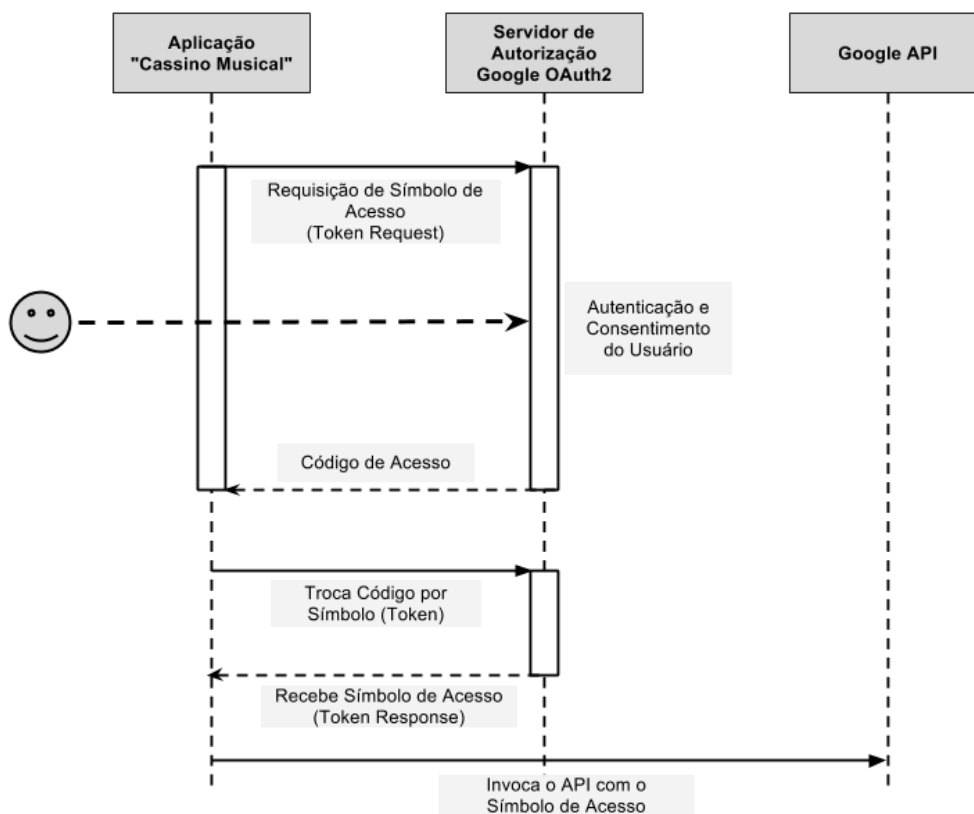 Aplicação
"Cassino Musical"
Servidor de
Autorização
Google OAuth2
Google API
Requisição de Símbolo de
Acesso
(Token Request)
Autenticação e
Consentimento
do Usuário
Código de Acesso
Troca Código por
Símbolo (Token)
Recebe Símbolo de Acesso
(Token Response)
Invoca o API com o
Símbolo de Acesso